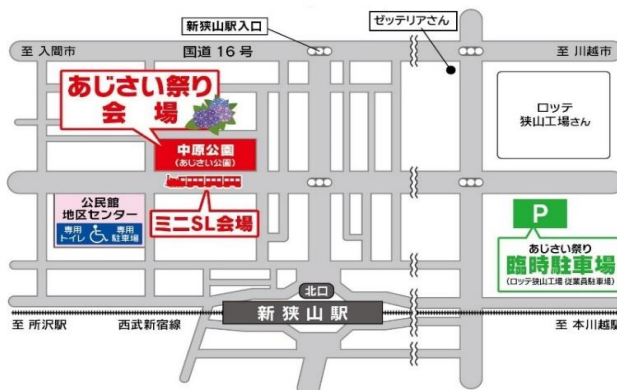 新狭山駅入口
ゼッテリアさん
至 入間市
国道16号
至 川越市
あじさい祭り
会場
ロッテ
狭山工場さん
中原公園
(あじさい公園)
公民館
地区センター
専用
トイレ
専用
駐車場
ミニSL会場
P
あじさい祭り
臨時駐車場
(ロッテ狭山工場 従業員駐車場)
北口
新狭山駅
至 所沢駅
西武新宿線
至 本川越駅